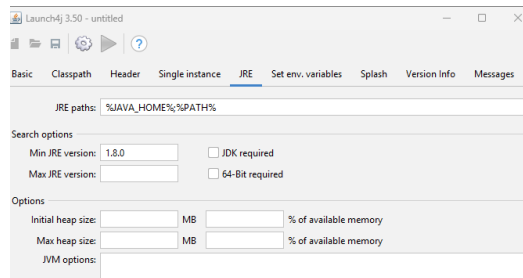 Launch4j 3.50 - untitled
Basic Classpath Header Single instance JRE Set env. variables Splash Version Info Messages
JRE paths: %JAVA_HOME%;%PATH%
Search options
Min JRE version: 1.8.0 JDK required
Max JRE version: 64-Bit required
Options
Initial heap size: MB % of available memory
Max heap size: MB % of available memory
JVM options: